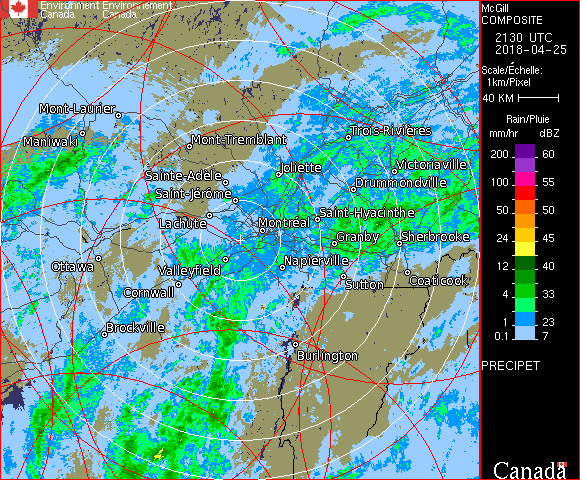 Environment Environnement
Canada Canada
McGill
COMPOSITE
2130 UTC
2018-04-25
Scale/Échelle:
1km/Pixel
40 KM
Rain/Pluie
mm/hr dBZ
200 60
100 55
50 50
24 45
12 40
4 33
1 23
0.1 7
PRECIPET
Canada
Mont-Laurier
Maniwaki
Mont-Tremblant
Trois-Rivières
Sainte-Adèle
Joliette
Victoriaville
Saint-Jérôme
Drummondville
Lachute
Montréal
Saint-Hyacinthe
Granby
Sherbrooke
Ottawa
Valleyfield
Napierville
Cornwall
Sutton
Coaticook
Brockville
Burlington